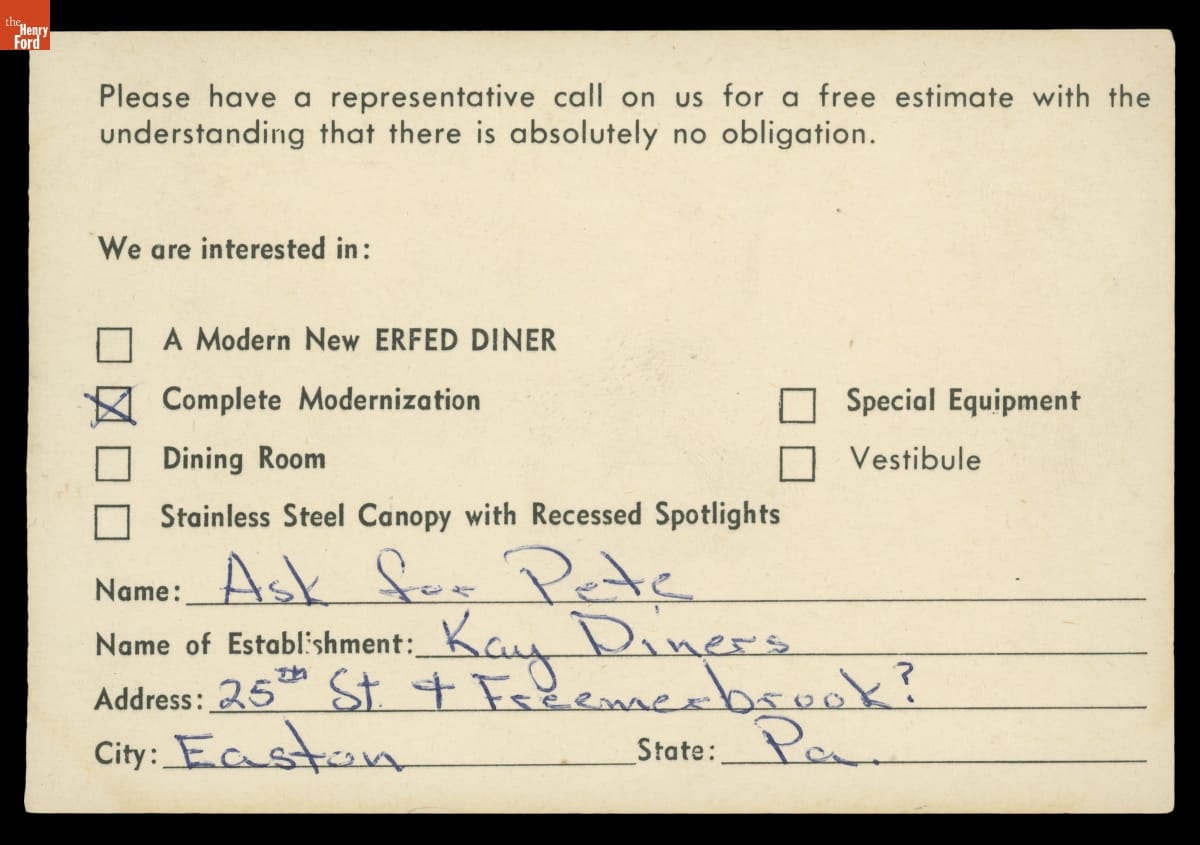 the
Henry
Ford
Please have a representative call on us for a free estimate with the
understanding that there is absolutely no obligation.
We are interested in:
A Modern New ERFED DINER
Complete Modernization
Special Equipment
Dining Room
Vestibule
Stainless Steel Canopy with Recessed Spotlights
Name: Ask for Pete
Name of Establishment: Kay Diners
Address: 25th St. + Freemerbrook?
City: Easton State: Pa.